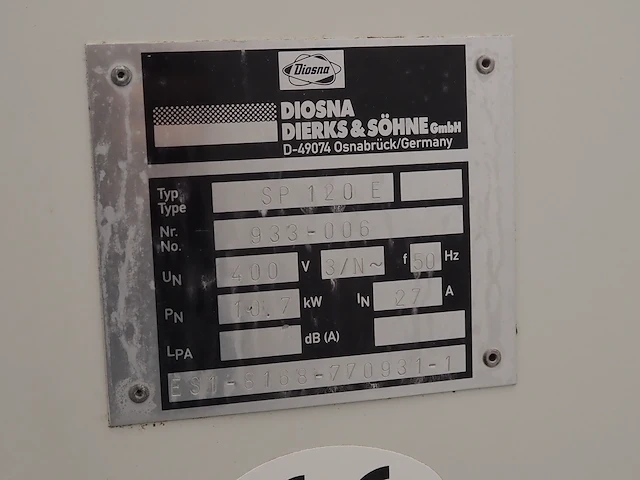 Diosna
DIOSNA
DIERKS & SÖHNE GmbH
D-49074 Osnabrück/Germany
Typ
Type SP 120 E
Nr.
No. 933-006
UN 400 V 3/N~ f 50 Hz
PN kW IN 27 A
LPA dB (A)